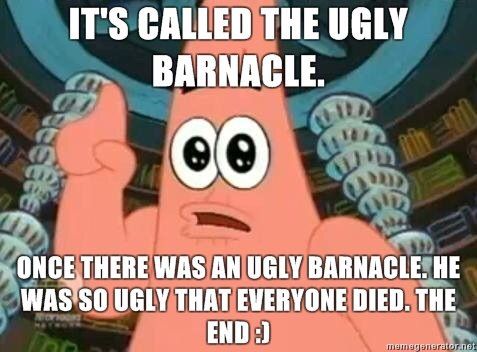 IT'S CALLED THE UGLY
BARNACLE.
ONCE THERE WAS AN UGLY BARNACLE. HE
WAS SO UGLY THAT EVERYONE DIED. THE
END :)
memegenerator.net